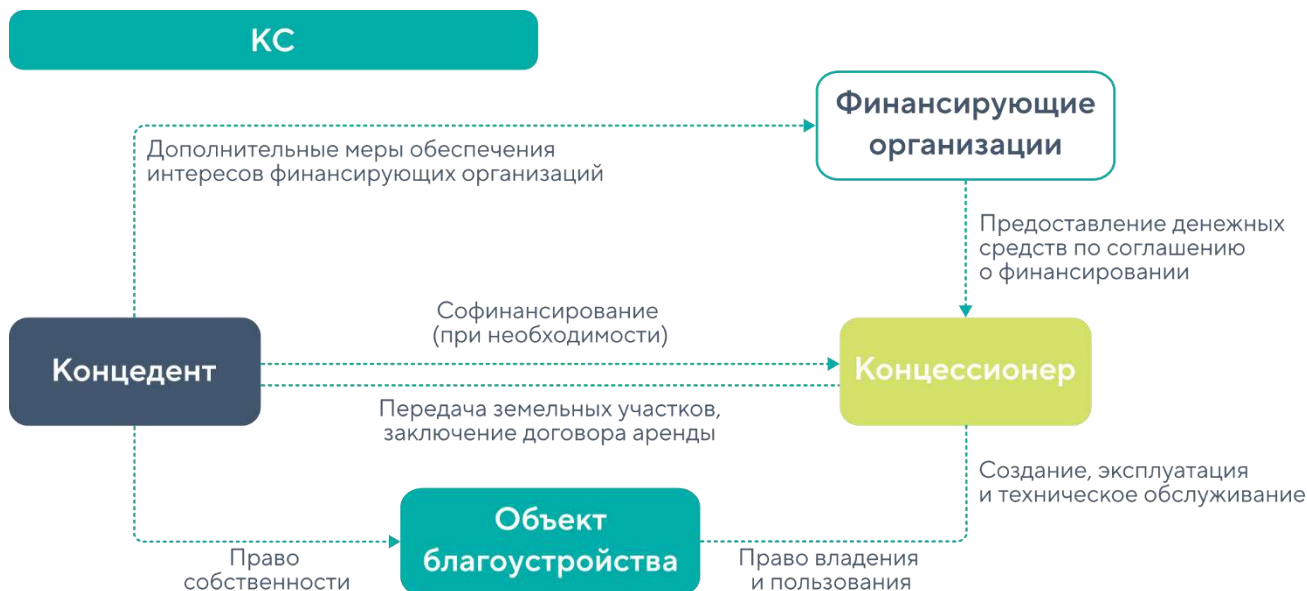 КС
Финансирующие
организации
Дополнительные меры обеспечения
интересов финансирующих организаций
Предоставление денежных
средств по соглашению
о финансировании
Софинансирование
(при необходимости)
Концедент
Концессионер
Передача земельных участков,
заключение договора аренды
Создание, эксплуатация
и техническое обслуживание
Объект
благоустройства
Право
собственности
Право владения
и пользования